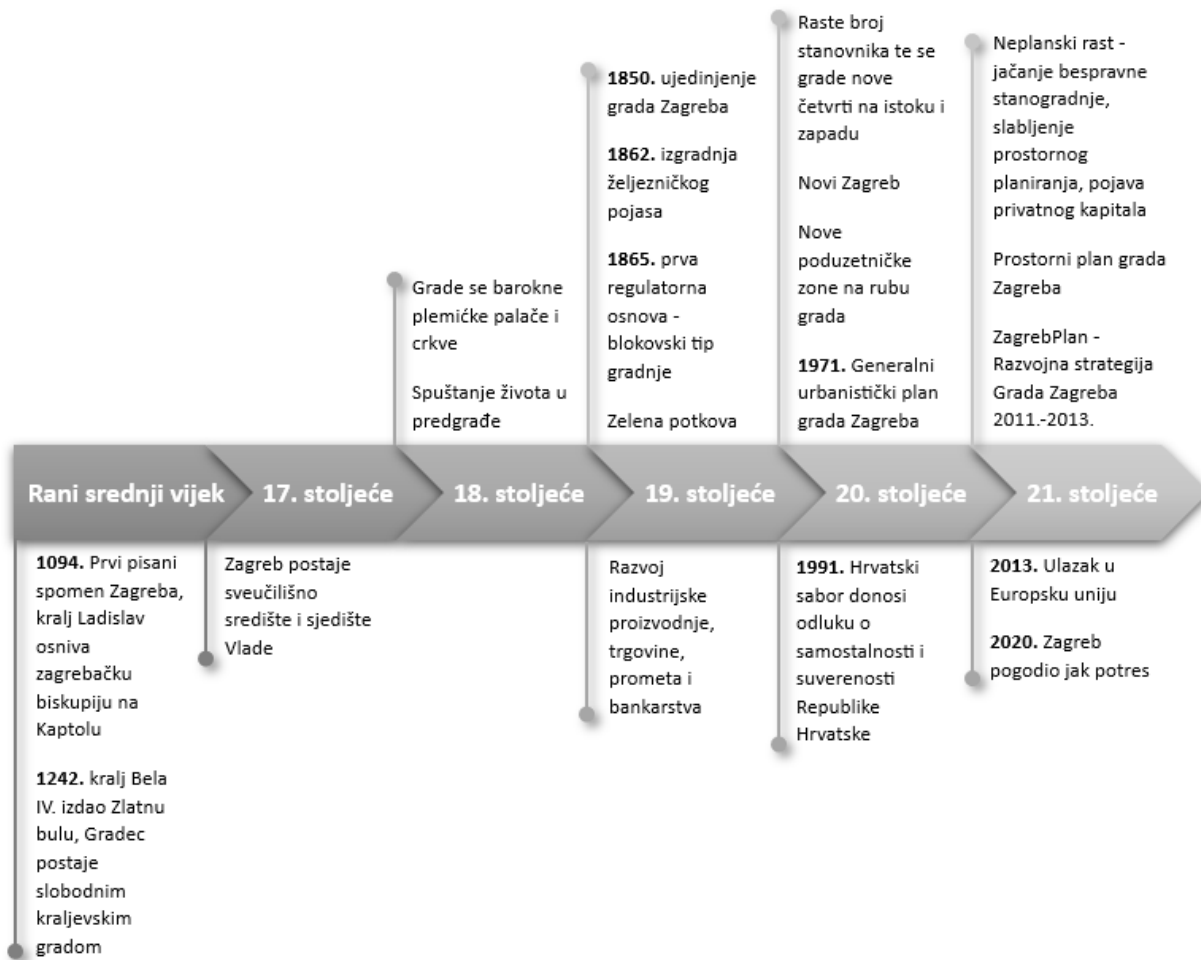 Rani srednji vijek
1094. Prvi pisani
spomen Zagreba,
kralj Ladislav
osniva
zagrebačku
biskupiju na
Kaptolu
1242. kralj Bela
IV. izdao Zlatnu
bulu, Gradec
postaje
slobodnim
kraljevskim
gradom
17. stoljeće
Zagreb postaje
sveučilišno
središte i sjedište
Vlade
18. stoljeće
Grade se barokne
plemićke palače i
crkve
Spuštanje života u
predgrađe
19. stoljeće
1850. ujedinjenje
grada Zagreba
1862. izgradnja
željezničkog
pojasa
1865. prva
regulatorna
osnova -
blokovski tip
gradnje
Zelena potkova
Razvoj
industrijske
proizvodnje,
trgovine,
prometa i
bankarstva
20. stoljeće
Raste broj
stanovnika te se
grade nove
četvrti na istoku i
zapadu
Novi Zagreb
Nove
poduzetničke
zone na rubu
grada
1971. Generalni
urbanistički plan
grada Zagreba
1991. Hrvatski
sabor donosi
odluku o
samostalnosti i
suverenosti
Republike
Hrvatske
21. stoljeće
Neplanski rast -
jačanje bespravne
stanogradnje,
slabljenje
prostornog
planiranja, pojava
privatnog kapitala
Prostorni plan grada
Zagreba
ZagrebPlan -
Razvojna strategija
Grada Zagreba
2011.-2013.
2013. Ulazak u
Europsku uniju
2020. Zagreb
pogodio jak potres